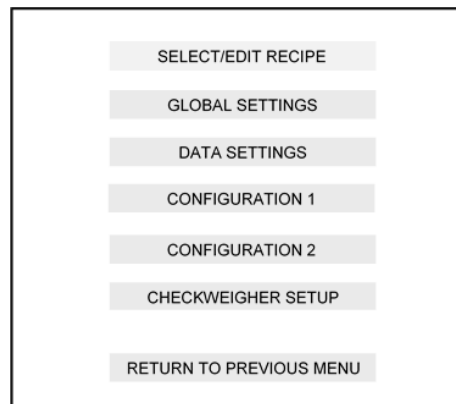 SELECT/EDIT RECIPE
GLOBAL SETTINGS
DATA SETTINGS
CONFIGURATION 1
CONFIGURATION 2
CHECKWEIGHER SETUP
RETURN TO PREVIOUS MENU